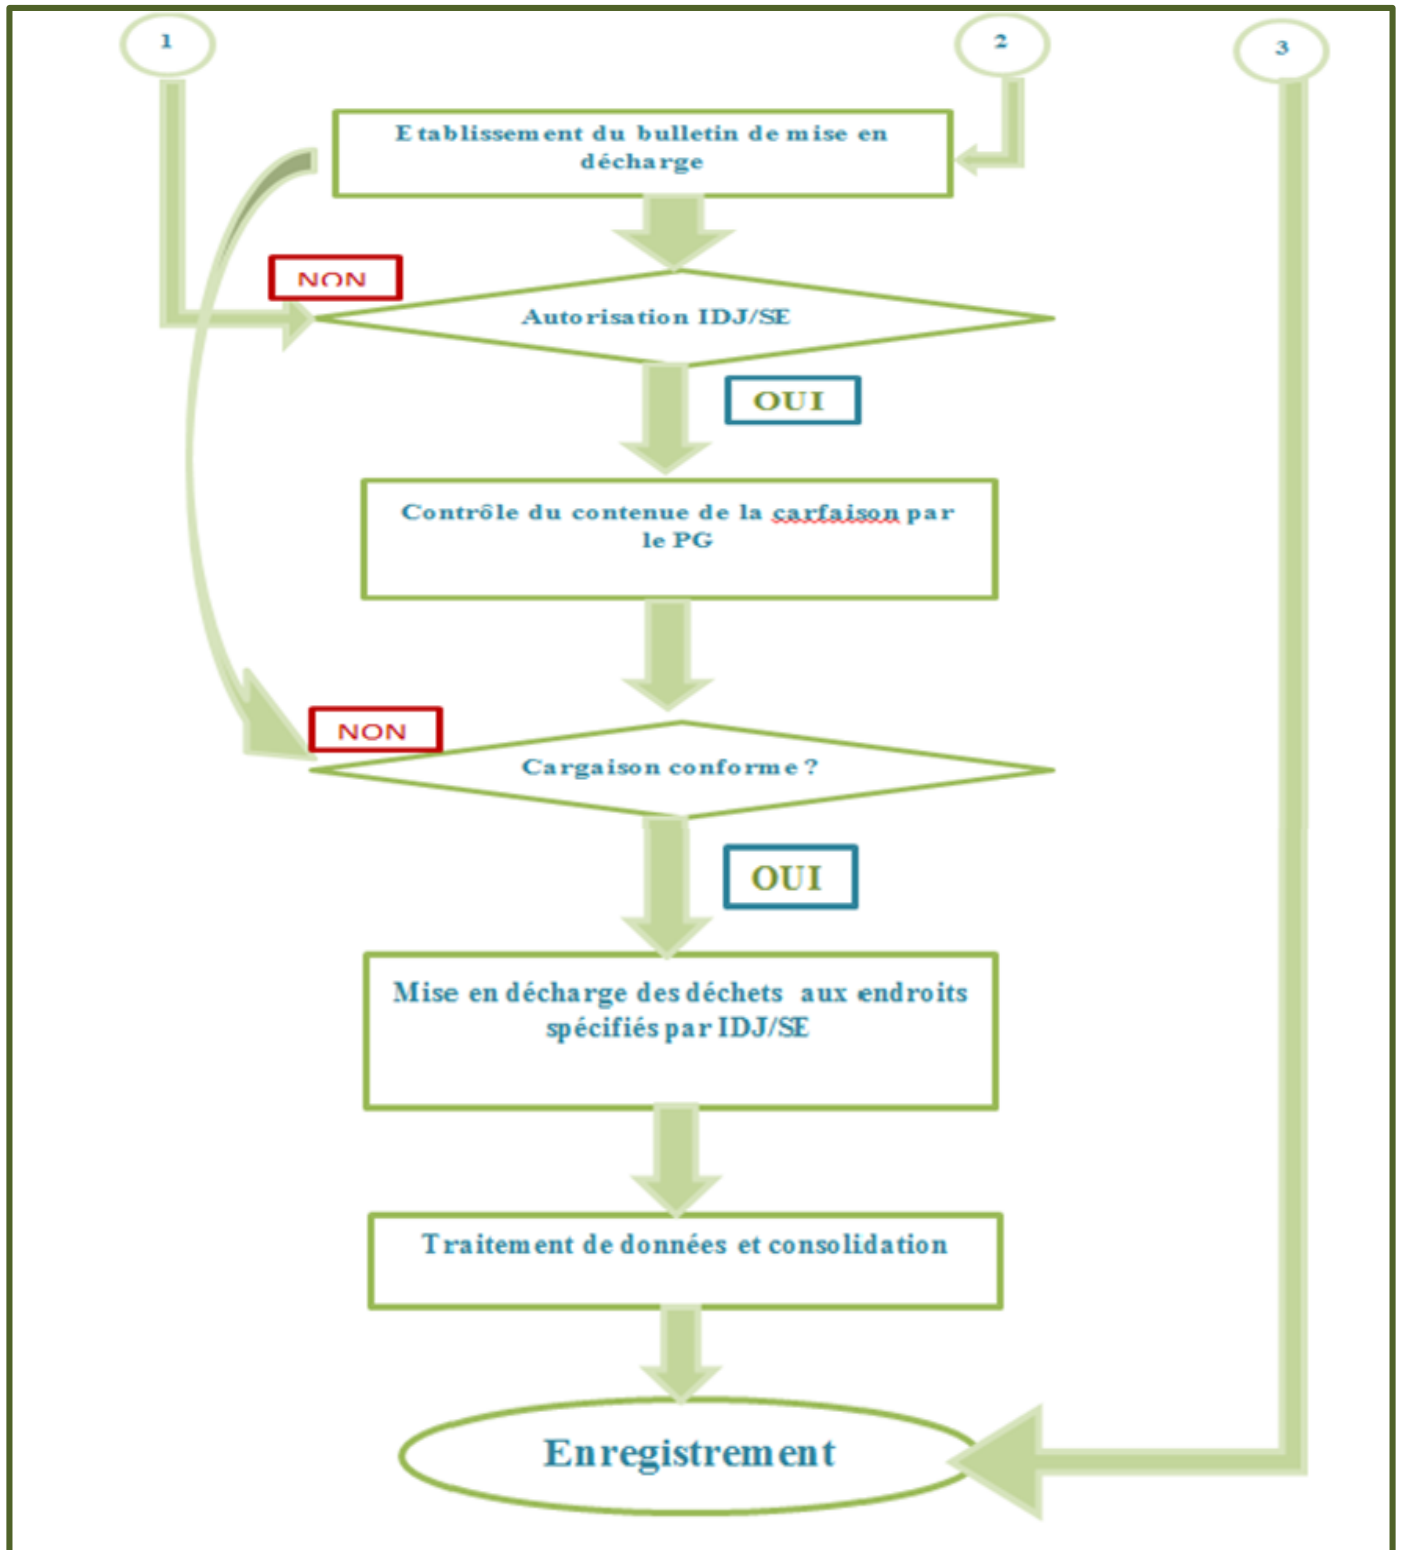 1
2
3
Etablissement du bulletin de mise en
décharge
NON
Autorisation IDJ/SE
OUI
Contrôle du contenue de la carfaison par
le PG
NON
Cargaison conforme ?
OUI
Mise en décharge des déchets aux endroits
spécifiés par IDJ/SE
Traitement de données et consolidation
Enregistrement